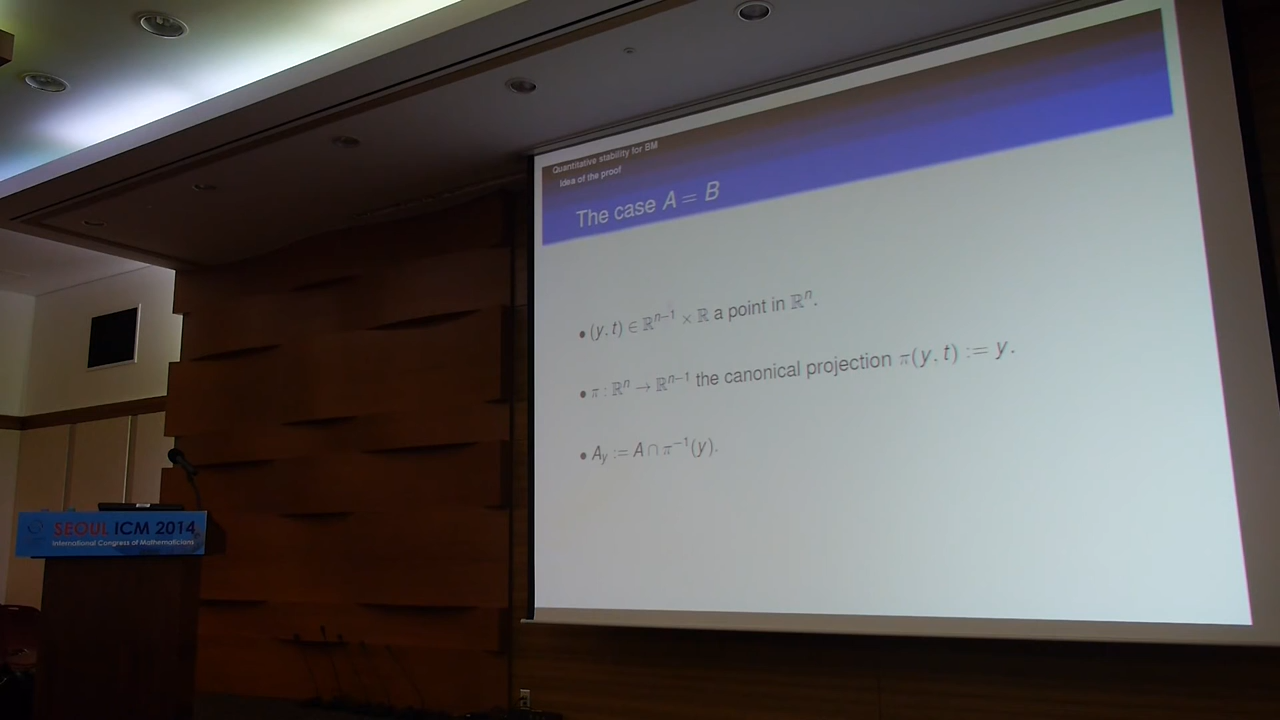 Quantitative stability for BM
Idea of the proof
The case A = B
• (y, t) ∈ ℝⁿ⁻¹ × ℝ a point in ℝⁿ.
• π : ℝⁿ → ℝⁿ⁻¹ the canonical projection π(y, t) := y.
• A_y := A ∩ π⁻¹(y).
SEOUL ICM 2014
International Congress of Mathematicians